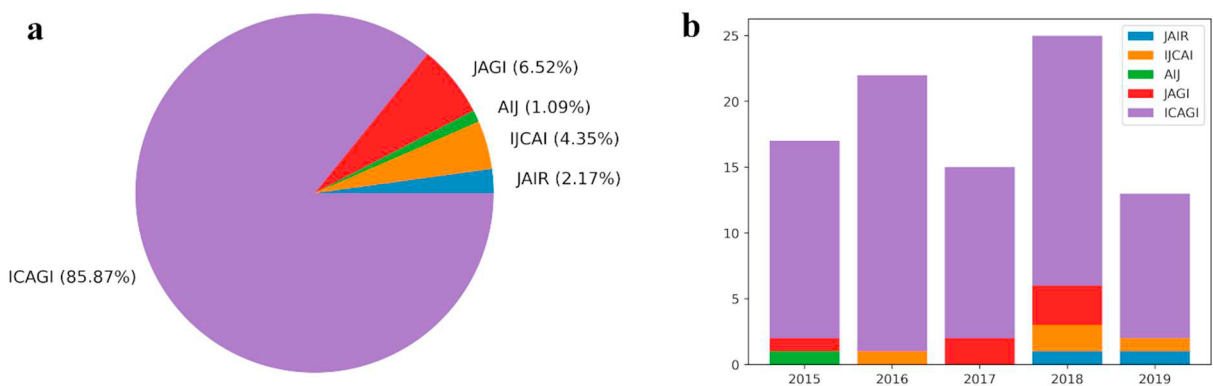 a
JAGI (6.52%)
AIJ (1.09%)
IJCAI (4.35%)
JAIR (2.17%)
ICAGI (85.87%)
b
25
20
15
10
5
0
2015 2016 2017 2018 2019
JAIR
IJCAI
AIJ
JAGI
ICAGI